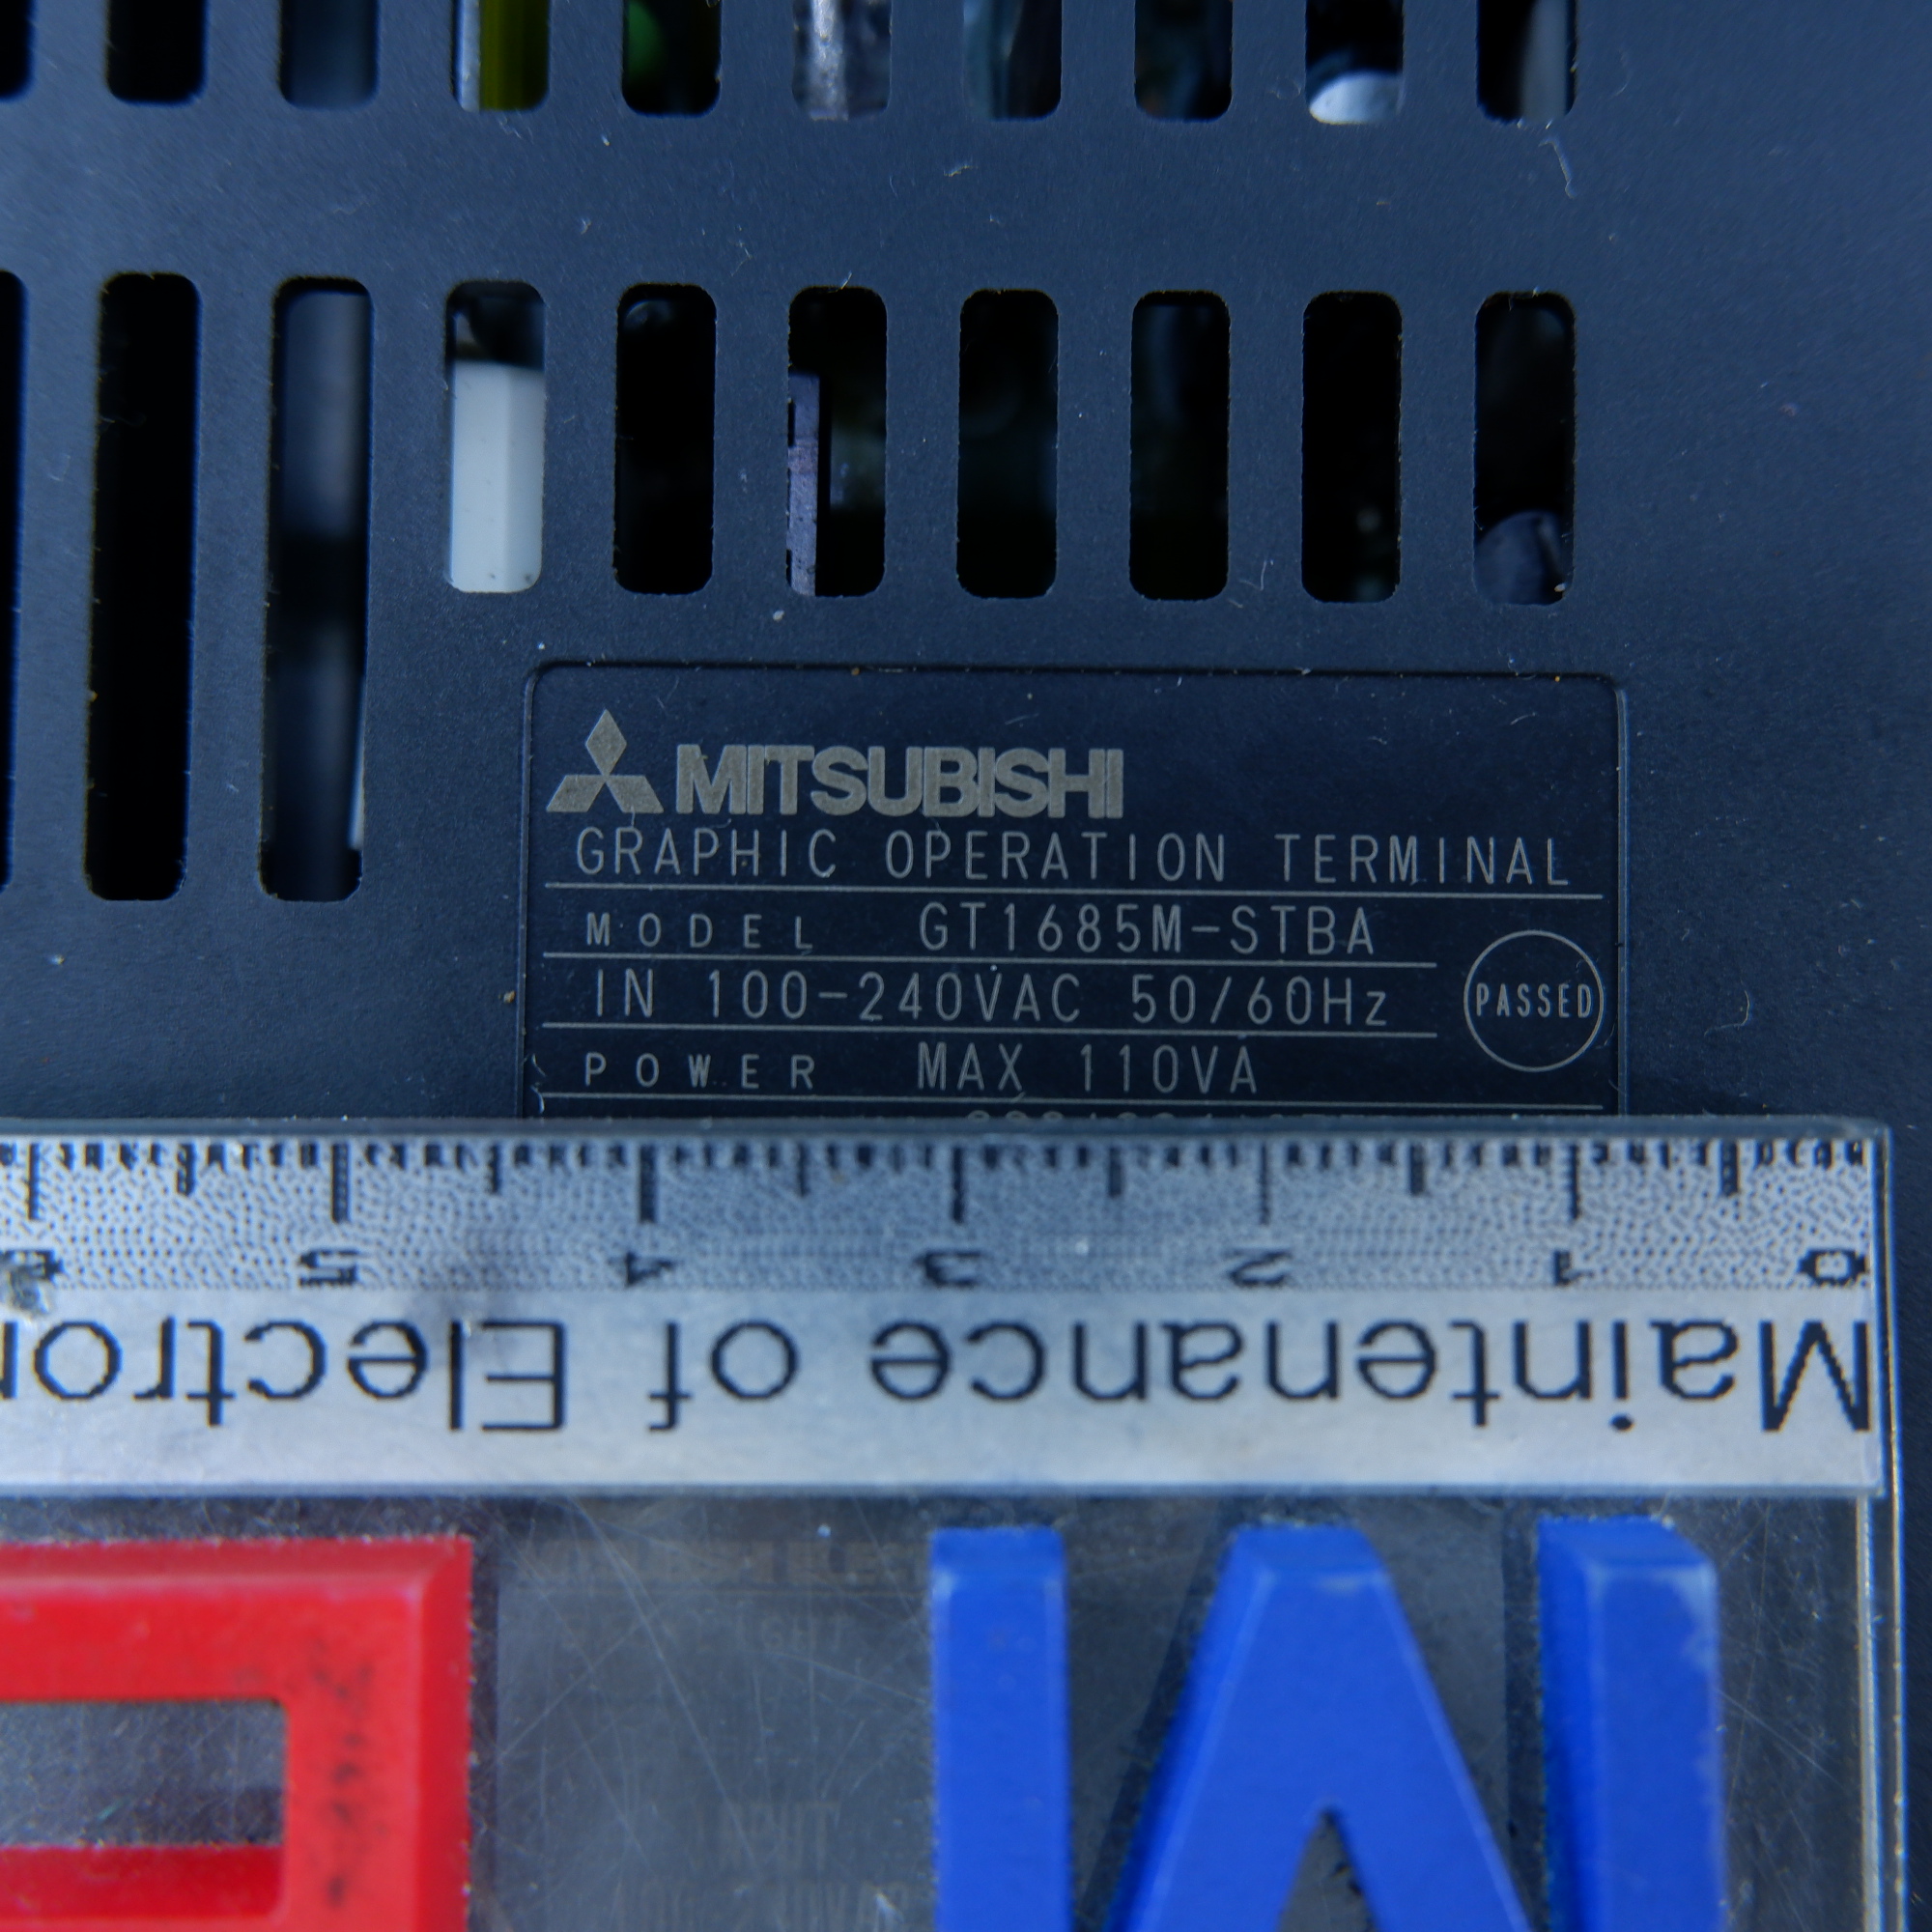 MITSUBISHI
GRAPHIC OPERATION TERMINAL
MODEL GT1685M-STBA
IN 100-240VAC 50/60Hz
PASSED
POWER MAX 110VA
0 1 2 3 4 5
Maintenance of